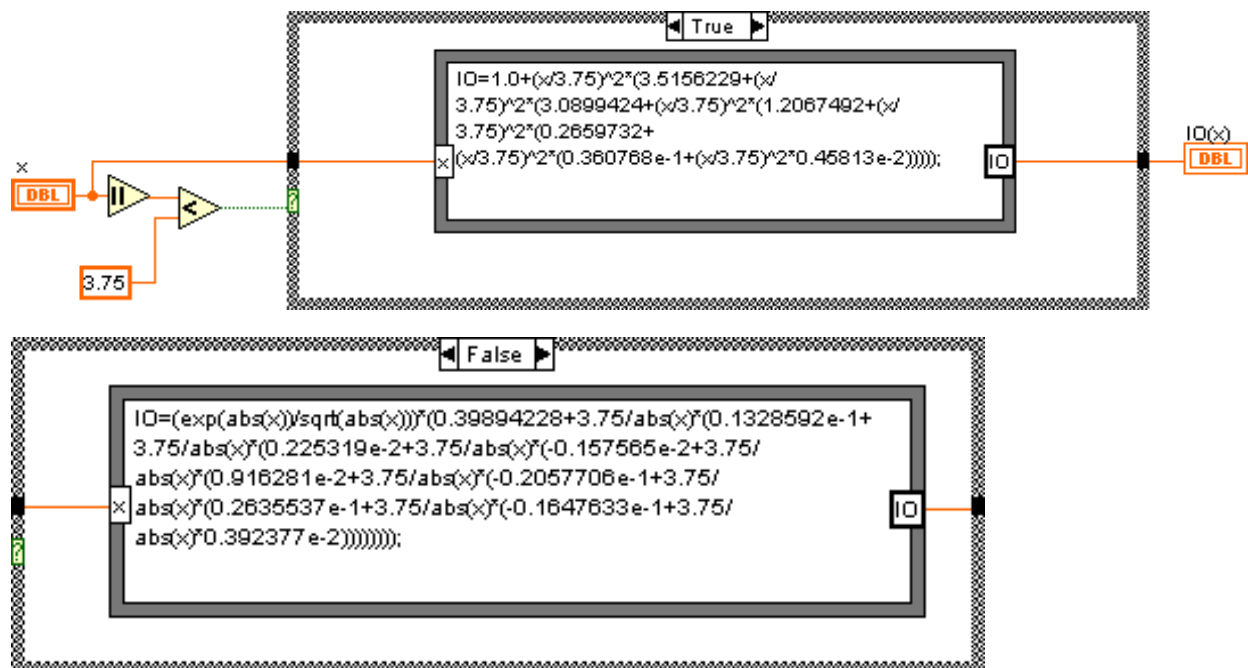 True
IO=1.0+(x/3.75)^2*(3.5156229+(x/
3.75)^2*(3.0899424+(x/3.75)^2*(1.2067492+(x/
3.75)^2*(0.2659732+
(x/3.75)^2*(0.360768e-1+(x/3.75)^2*0.45813e-2)))));
x
IO
IO(x)
DBL
x
DBL
||
<
?
3.75
False
IO=(exp(abs(x))/sqrt(abs(x)))*(0.39894228+3.75/abs(x)*(0.1328592e-1+
3.75/abs(x)*(0.225319e-2+3.75/abs(x)*(-0.157565e-2+3.75/
abs(x)*(0.916281e-2+3.75/abs(x)*(-0.2057706e-1+3.75/
abs(x)*(0.2635537e-1+3.75/abs(x)*(-0.1647633e-1+3.75/
abs(x)*0.392377e-2))))))));
x
IO
?